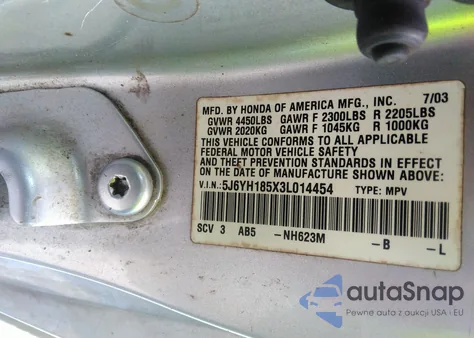 MFD. BY HONDA OF AMERICA MFG., INC. 7/03
GVWR 4450LBS GAWR F 2300LBS R 2205LBS
GVWR 2020KG GAWR F 1045KG R 1000KG
THIS VEHICLE CONFORMS TO ALL APPLICABLE
FEDERAL MOTOR VEHICLE SAFETY
AND THEFT PREVENTION STANDARDS IN EFFECT
ON THE DATE OF MANUFACTURE SHOWN ABOVE:
V.I.N.: 5J6YH185X3L014454 TYPE: MPV
SCV 3 AB5 -NH623M -B -L
autoSnap
Pewne auta z aukcji USA - EU